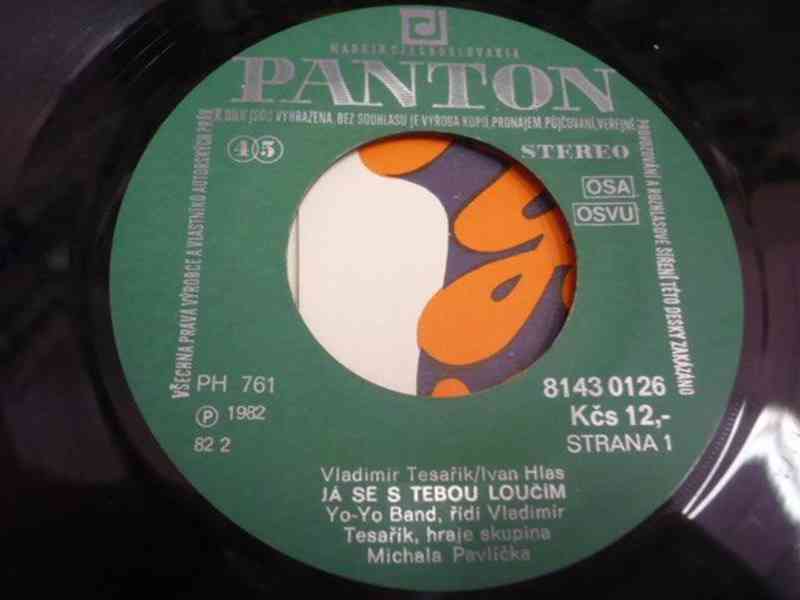 MADE IN CZECHOSLOVAKIA
PANTON
VŠECHNA PRÁVA VÝROBCE A VLASTNÍKŮ AUTORSKÝCH PRÁV K DÍLU JSOU VYHRAZENA. BEZ SOUHLASU JE VÝROBA KOPIÍ, PRONÁJEM, PŮJČOVÁNÍ, VEŘEJNÉ PROVOZOVÁNÍ A ROZHLASOVÉ ŠÍŘENÍ TÉTO DESKY ZAKÁZÁNO
45
STEREO
OSA
OSVU
PH 761
Ⓟ 1982
82 2
8143 0126
Kčs 12,-
STRANA 1
Vladimír Tesařík/Ivan Hlas
JÁ SE S TEBOU LOUČÍM
Yo-Yo Band, řídí Vladimír
Tesařík, hraje skupina
Michala Pavlíčka